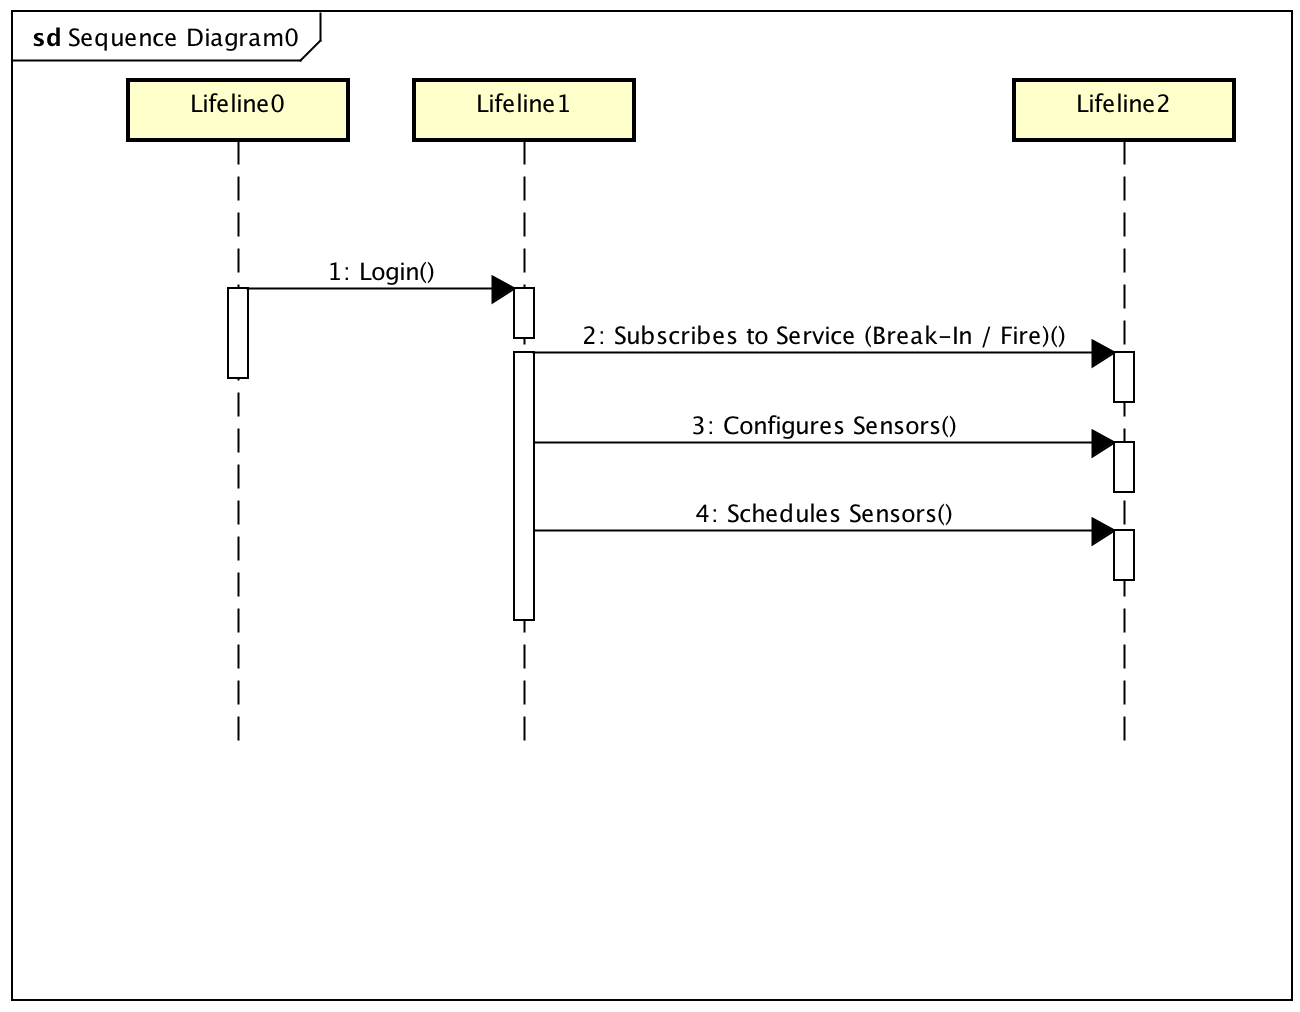 sd Sequence Diagram0
Lifeline0
Lifeline1
Lifeline2
1: Login()
2: Subscribes to Service (Break-In / Fire)()
3: Configures Sensors()
4: Schedules Sensors()